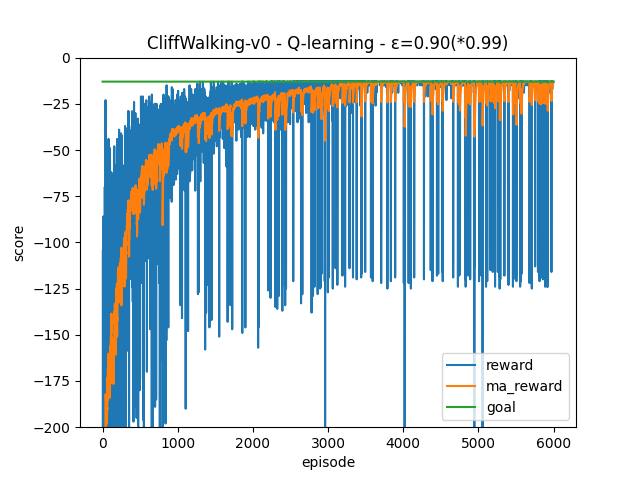 CliffWalking-v0 - Q-learning - ε=0.90(*0.99)
score
0
−25
−50
−75
−100
−125
−150
−175
−200
reward
ma_reward
goal
0 1000 2000 3000 4000 5000 6000
episode